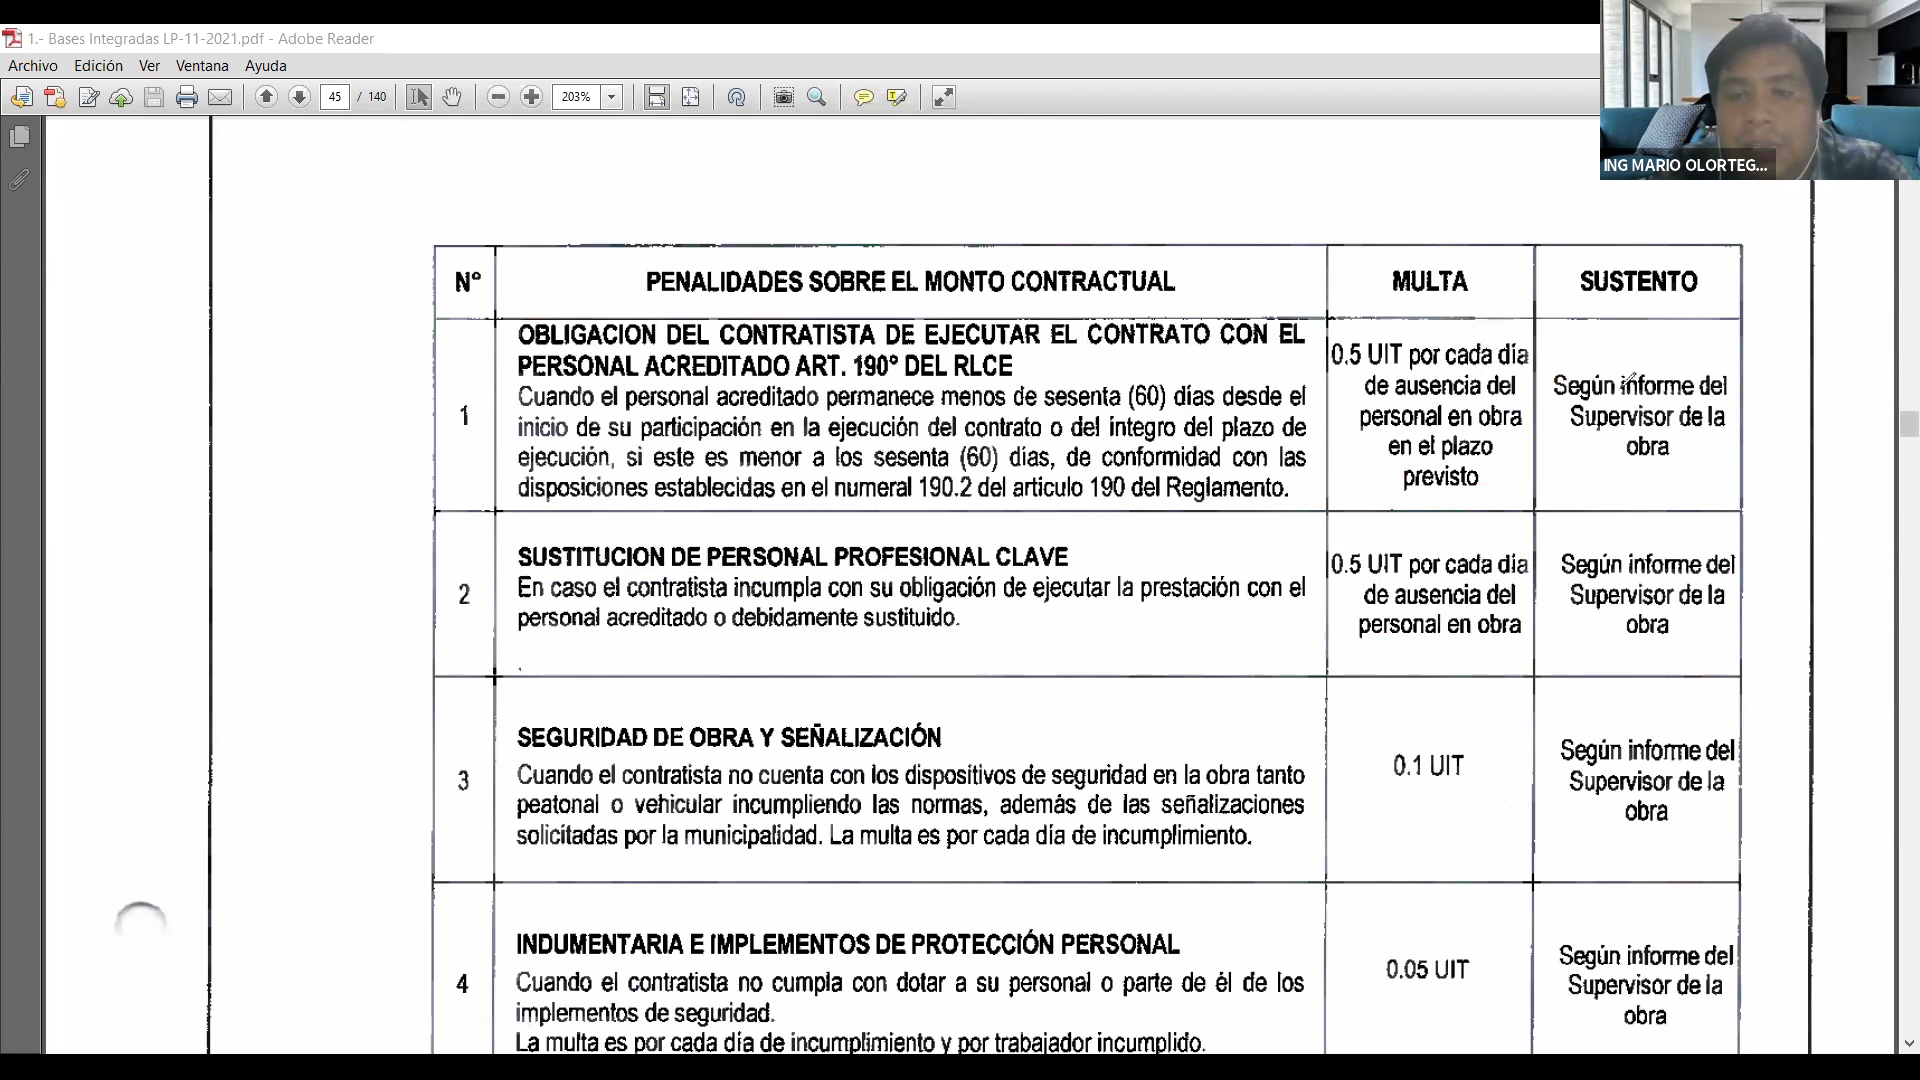 1.- Bases Integradas LP-11-2021.pdf - Adobe Reader
Archivo Edición Ver Ventana Ayuda
45 / 140 203%
ING MARIO OLORTEG...
N° PENALIDADES SOBRE EL MONTO CONTRACTUAL MULTA SUSTENTO
1
OBLIGACION DEL CONTRATISTA DE EJECUTAR EL CONTRATO CON EL
PERSONAL ACREDITADO ART. 190° DEL RLCE
Cuando el personal acreditado permanece menos de sesenta (60) días desde el
inicio de su participación en la ejecución del contrato o del integro del plazo de
ejecución, si este es menor a los sesenta (60) días, de conformidad con las
disposiciones establecidas en el numeral 190.2 del articulo 190 del Reglamento.
0.5 UIT por cada día
de ausencia del
personal en obra
en el plazo
previsto
Según informe del
Supervisor de la
obra
2
SUSTITUCION DE PERSONAL PROFESIONAL CLAVE
En caso el contratista incumpla con su obligación de ejecutar la prestación con el
personal acreditado o debidamente sustituido.
0.5 UIT por cada día
de ausencia del
personal en obra
Según informe del
Supervisor de la
obra
3
SEGURIDAD DE OBRA Y SEÑALIZACIÓN
Cuando el contratista no cuenta con los dispositivos de seguridad en la obra tanto
peatonal o vehicular incumpliendo las normas, además de las señalizaciones
solicitadas por la municipalidad. La multa es por cada día de incumplimiento.
0.1 UIT
Según informe del
Supervisor de la
obra
4
INDUMENTARIA E IMPLEMENTOS DE PROTECCIÓN PERSONAL
Cuando el contratista no cumpla con dotar a su personal o parte de él de los
implementos de seguridad.
La multa es por cada día de incumplimiento y por trabajador incumplido.
0.05 UIT
Según informe del
Supervisor de la
obra